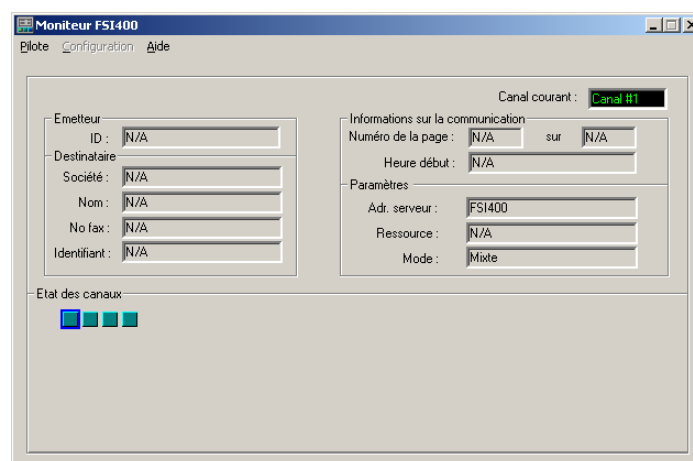 Moniteur FSI400
Pilote Configuration Aide
Canal courant : Canal #1
Emetteur
ID : N/A
Destinataire
Société : N/A
Nom : N/A
No fax : N/A
Identifiant : N/A
Informations sur la communication
Numéro de la page : N/A sur N/A
Heure début : N/A
Paramètres
Adr. serveur : FSI400
Ressource : N/A
Mode : Mixte
Etat des canaux